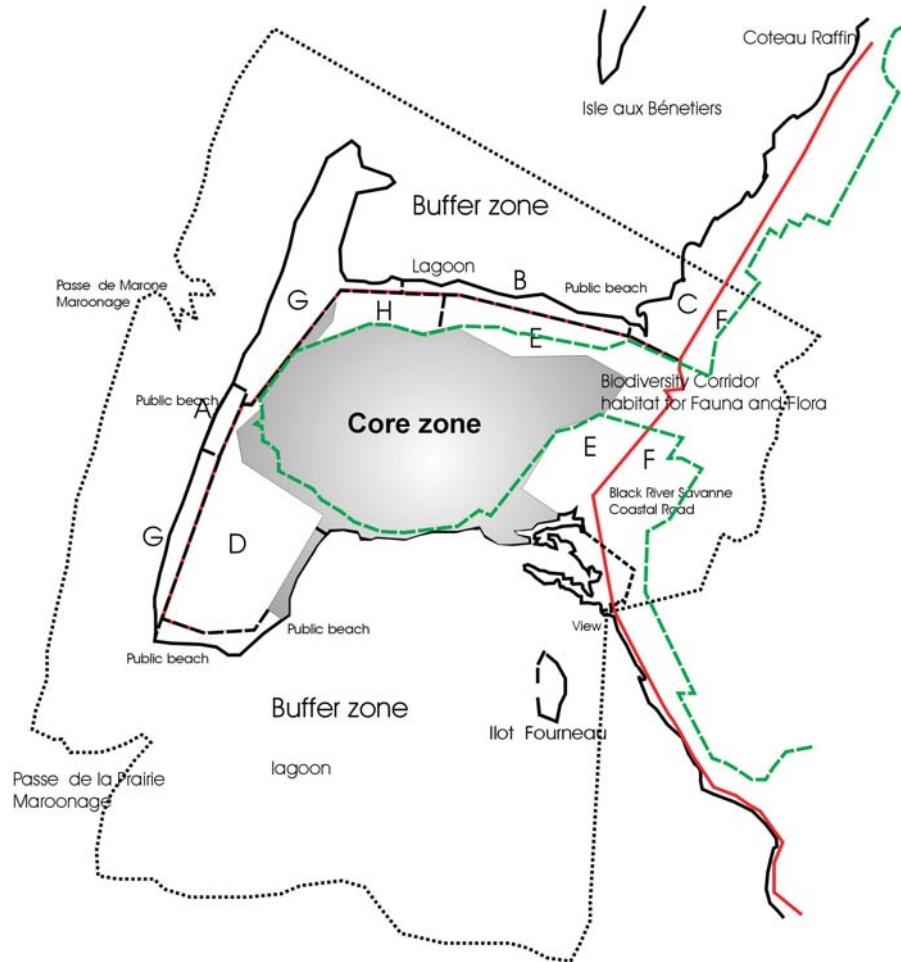 Coteau Raffin
Isle aux Bénetiers
Buffer zone
Lagoon
B
Public beach
Passe de Marone
Maroonage
G
H
C
F
E
Biodiversity Corridor
habitat for Fauna and Flora
Public beach
A
Core zone
E
F
Black River Savanne
Coastal Road
G
D
View
Public beach
Public beach
Buffer zone
Ilot Fourneau
lagoon
Passe de la Prairie
Maroonage